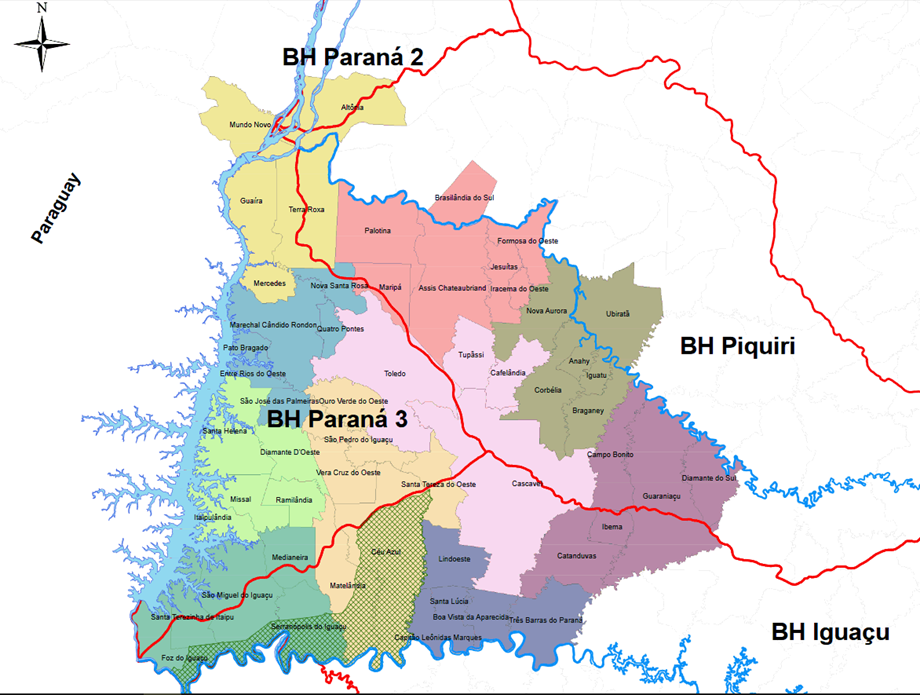 N
BH Paraná 2
Altônia
Mundo Novo
Paraguay
Brasilândia do Sul
Guaíra
Terra Roxa
Palotina
Formosa do Oeste
Jesuítas
Mercedes
Nova Santa Rosa
Maripá
Assis Chateaubriand
Iracema do Oeste
Nova Aurora
Ubiratã
Marechal Cândido Rondon
Quatro Pontes
BH Piquiri
Pato Bragado
Tupãssi
Anahy
Entre Rios do Oeste
Toledo
Cafelândia
Iguatu
Corbélia
São José das Palmeiras
Ouro Verde do Oeste
Braganey
BH Paraná 3
Santa Helena
São Pedro do Iguaçu
Diamante D'Oeste
Campo Bonito
Vera Cruz do Oeste
Diamante do Sul
Santa Tereza do Oeste
Cascavel
Missal
Ramilândia
Guaraniaçu
Itaipulândia
Ibema
Céu Azul
Medianeira
Lindoeste
Catanduvas
Matelândia
São Miguel do Iguaçu
Santa Lúcia
Santa Terezinha de Itaipu
Boa Vista da Aparecida
Três Barras do Paraná
Serranópolis do Iguaçu
BH Iguaçu
Capitão Leônidas Marques
Foz do Iguaçu